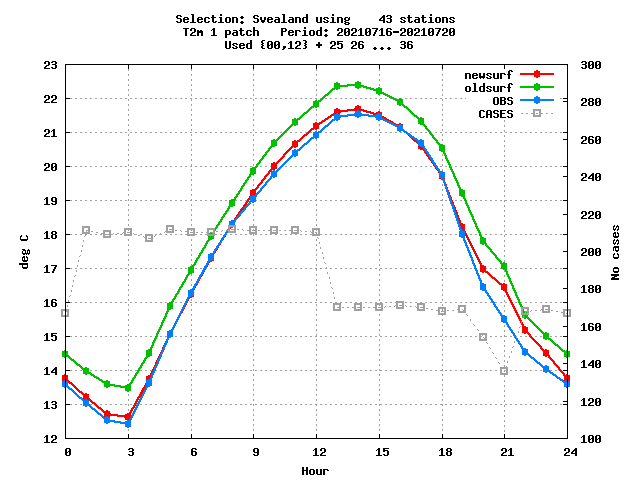 Selection: Svealand using    43 stations
T2m 1 patch   Period: 20210716-20210720
Used {00,12} + 25 26 ... 36
newsurf
oldsurf
OBS
CASES
deg C
23
22
21
20
19
18
17
16
15
14
13
12
300
280
260
240
220
200
180
160
140
120
100
No cases
0 3 6 9 12 15 18 21 24
Hour